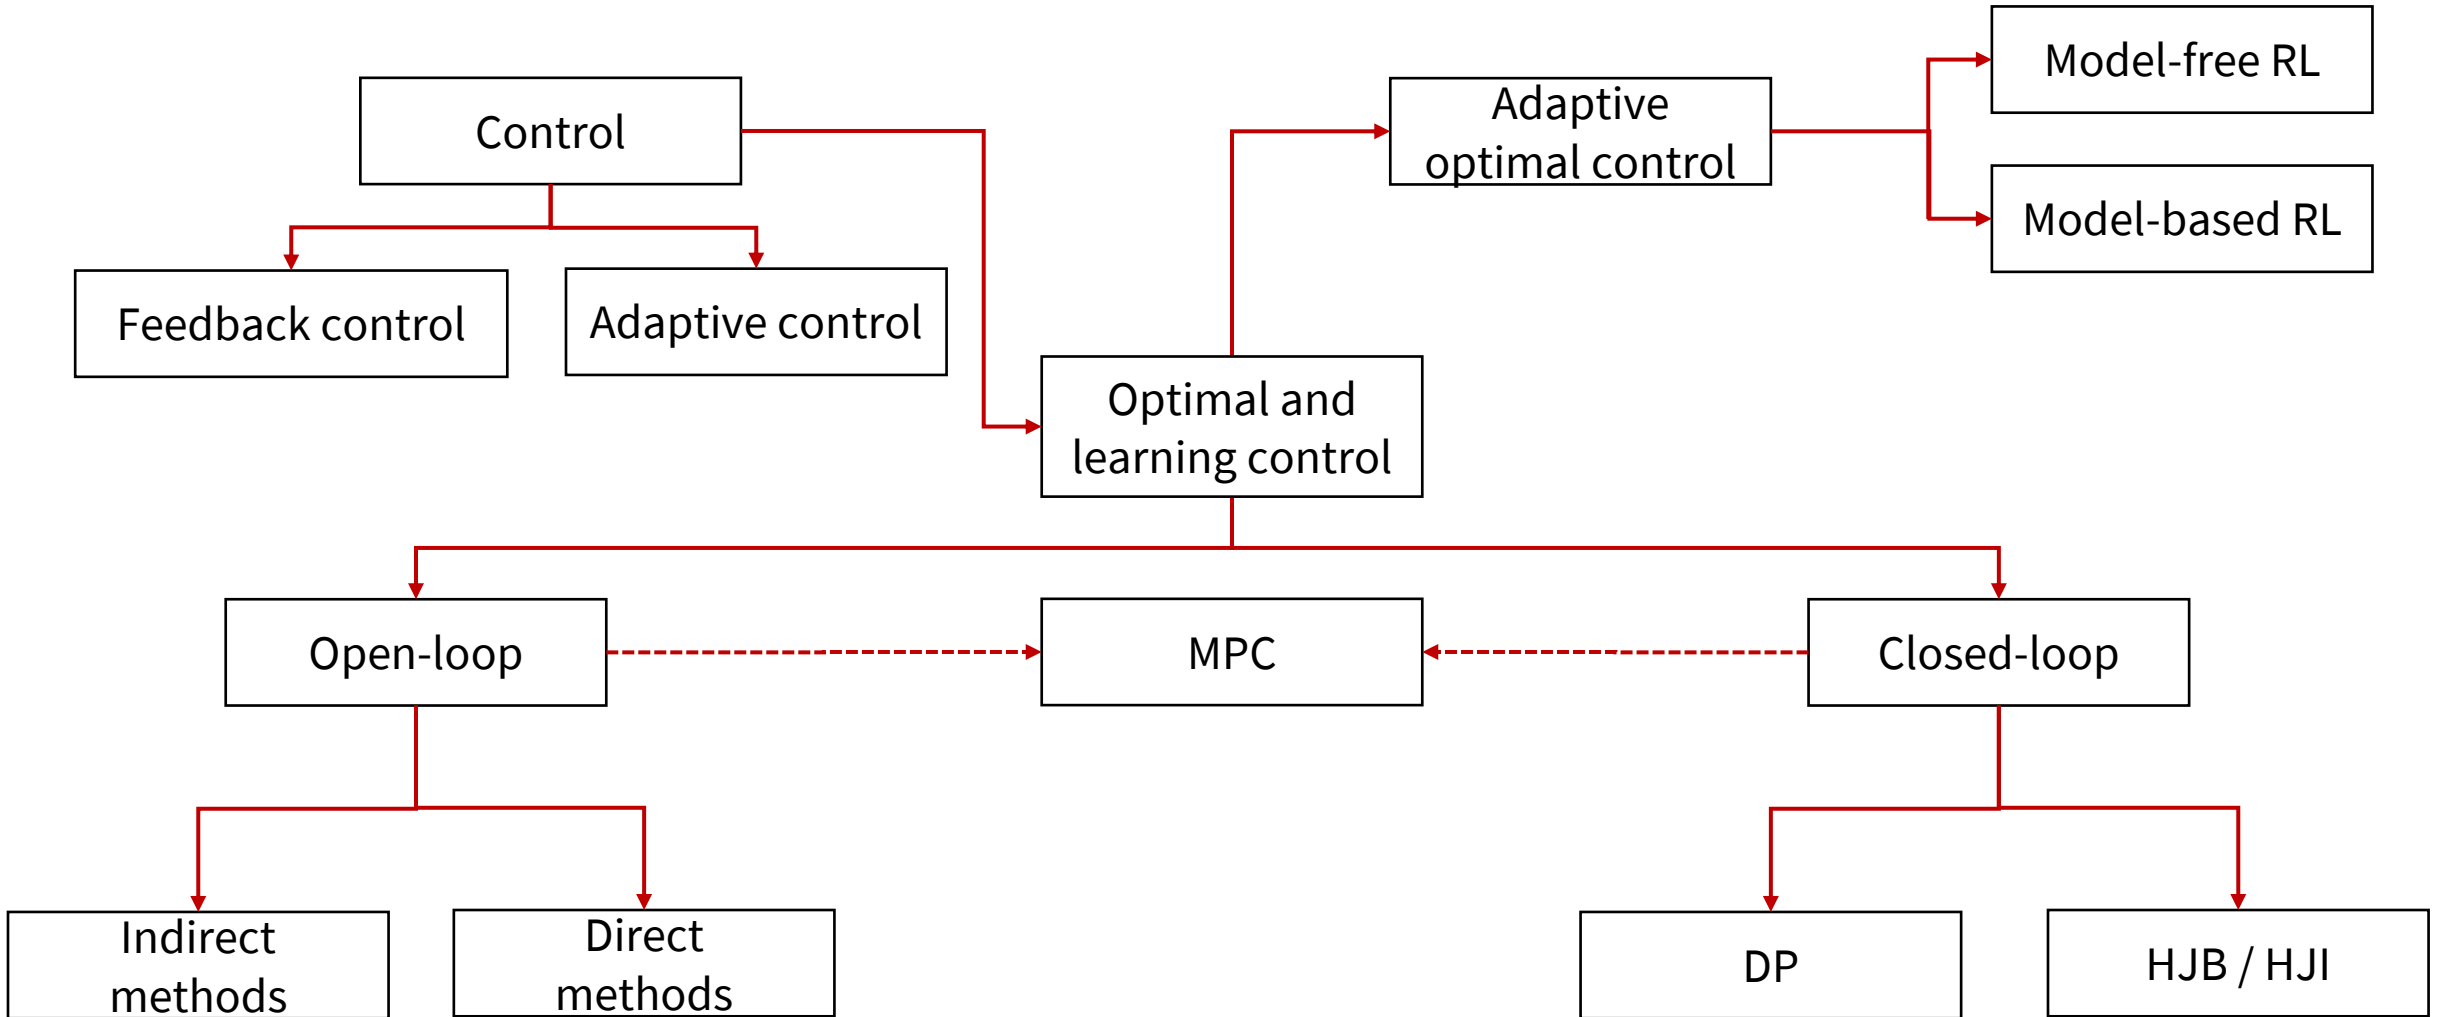 Control
Feedback control
Adaptive control
Optimal and
learning control
Adaptive
optimal control
Model-free RL
Model-based RL
Open-loop
MPC
Closed-loop
Indirect
methods
Direct
methods
DP
HJB / HJI